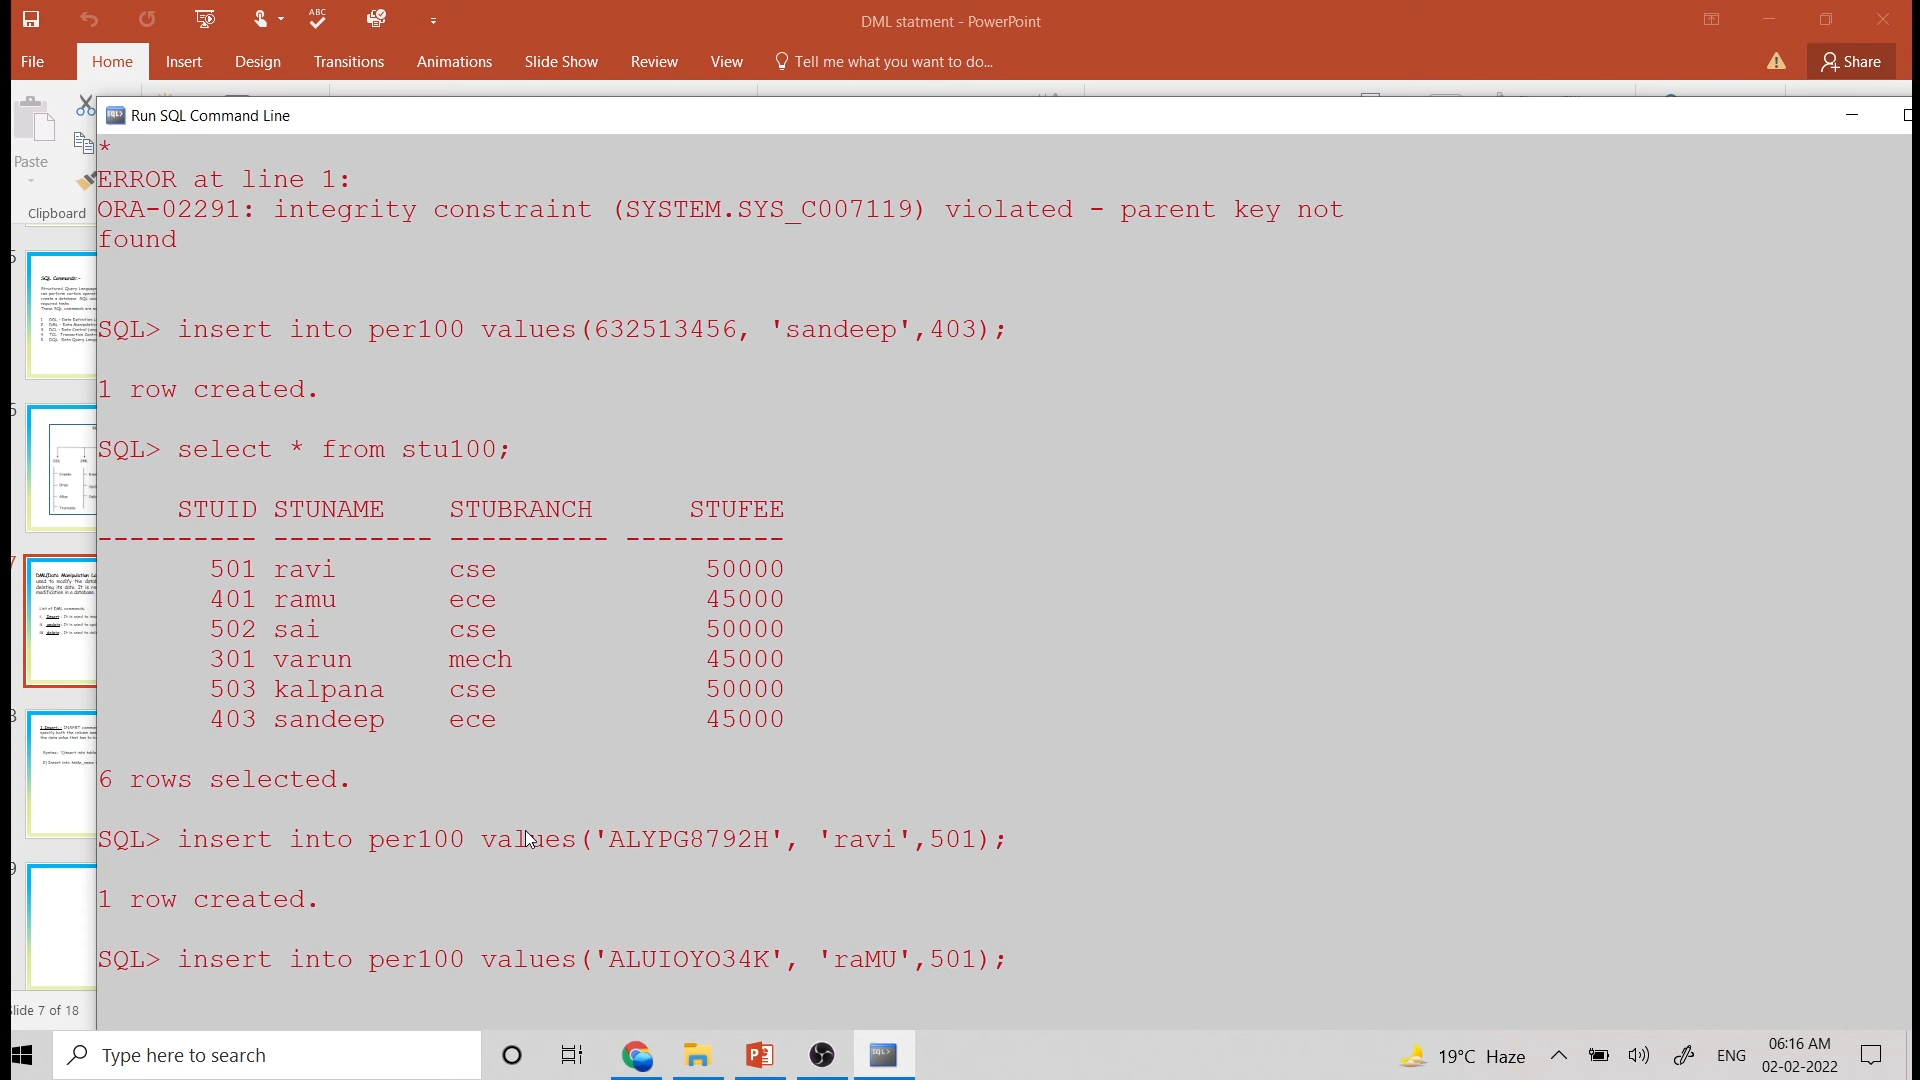 ABC
DML statment - PowerPoint
File Home Insert Design Transitions Animations Slide Show Review View Tell me what you want to do... Share
Run SQL Command Line
Paste
Clipboard
*
ERROR at line 1:
ORA-02291: integrity constraint (SYSTEM.SYS_C007119) violated - parent key not
found
SQL> insert into per100 values(632513456, 'sandeep',403);
1 row created.
SQL> select * from stu100;
STUID STUNAME STUBRANCH STUFEE
---------- ---------- ---------- ----------
501 ravi cse 50000
401 ramu ece 45000
502 sai cse 50000
301 varun mech 45000
503 kalpana cse 50000
403 sandeep ece 45000
6 rows selected.
SQL> insert into per100 values('ALYPG8792H', 'ravi',501);
1 row created.
SQL> insert into per100 values('ALUIOYO34K', 'raMU',501);
lide 7 of 18
Type here to search
19°C Haze
ENG
06:16 AM
02-02-2022